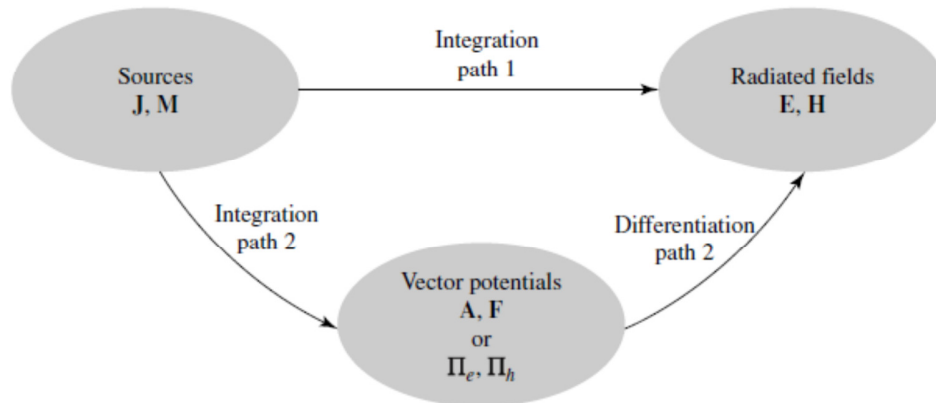 Integration
path 1
Sources
J, M
Radiated fields
E, H
Integration
path 2
Differentiation
path 2
Vector potentials
A, F
or
Πe, Πh